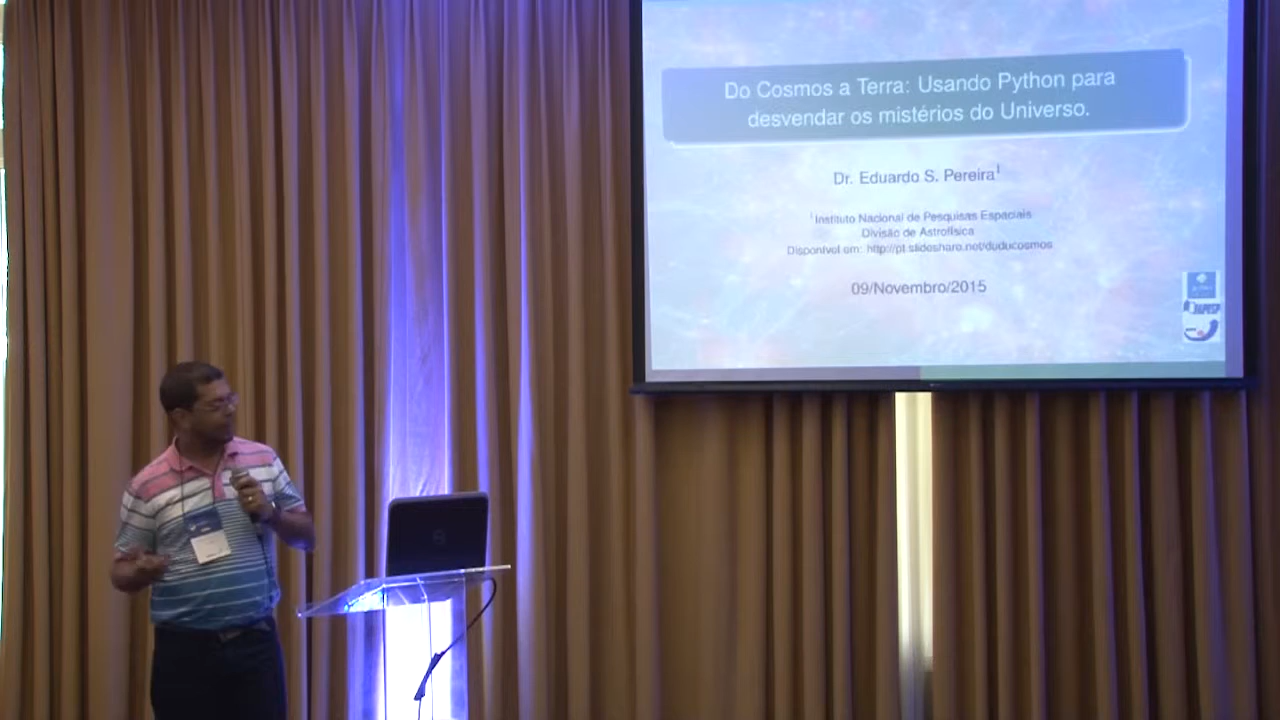 Do Cosmos a Terra: Usando Python para
desvendar os mistérios do Universo.
Dr. Eduardo S. Pereira¹
¹Instituto Nacional de Pesquisas Espaciais
Divisão de Astrofísica
Disponível em: http://pt.slideshare.net/duducosmos
09/Novembro/2015